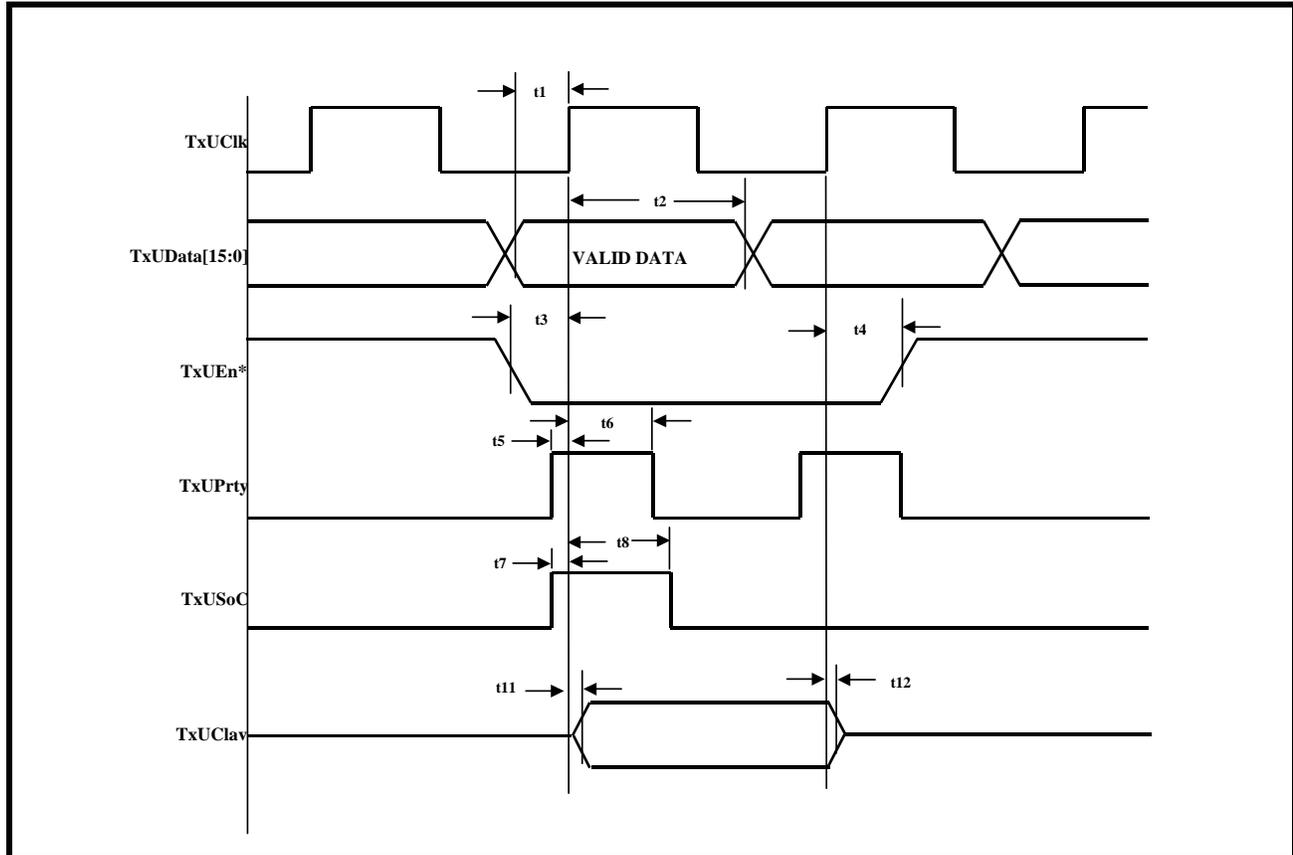 t1
TxUClk
t2
TxUData[15:0]
VALID DATA
t3
t4
TxUEn*
t6
t5
TxUPrty
t8
t7
TxUSoC
t11
t12
TxUClav